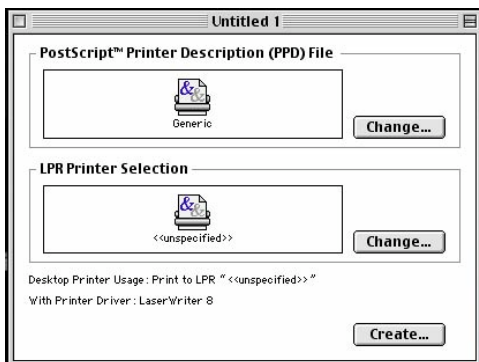 Untitled 1
PostScript™ Printer Description (PPD) File
Generic
Change...
LPR Printer Selection
<<unspecified>>
Change...
Desktop Printer Usage: Print to LPR "<<unspecified>>"
With Printer Driver: LaserWriter 8
Create...